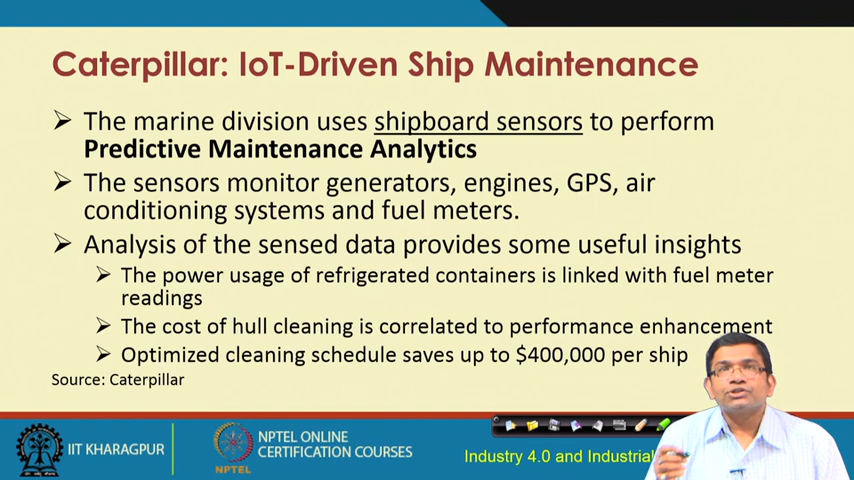 Caterpillar: IoT-Driven Ship Maintenance
The marine division uses shipboard sensors to perform
Predictive Maintenance Analytics
The sensors monitor generators, engines, GPS, air
conditioning systems and fuel meters.
Analysis of the sensed data provides some useful insights
The power usage of refrigerated containers is linked with fuel meter
readings
The cost of hull cleaning is correlated to performance enhancement
Optimized cleaning schedule saves up to $400,000 per ship
Source: Caterpillar
IIT KHARAGPUR
NPTEL
NPTEL ONLINE
CERTIFICATION COURSES
Industry 4.0 and Industrial